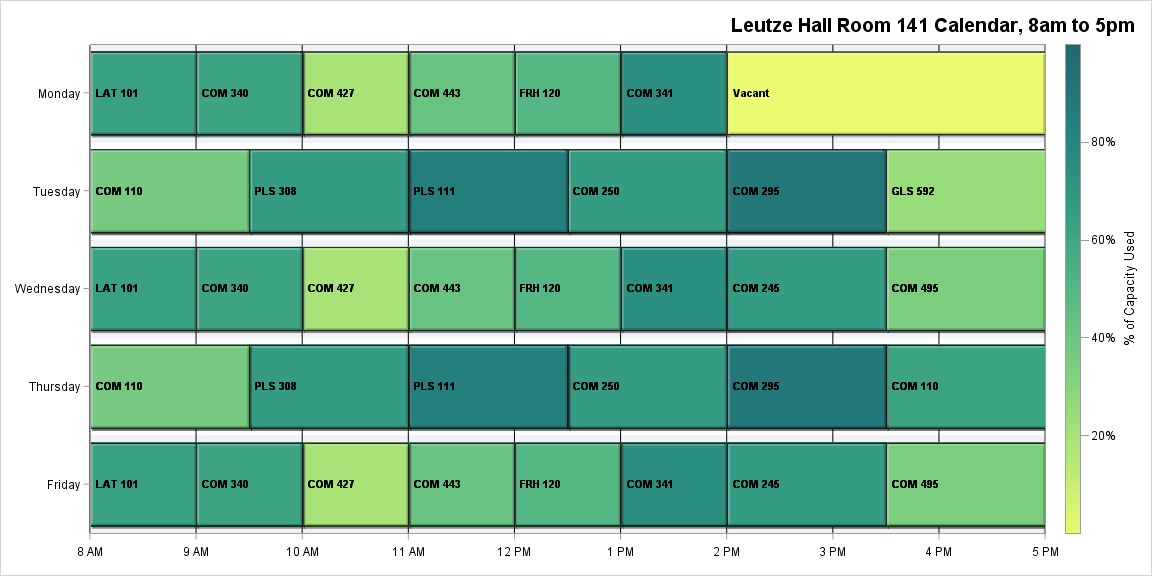 Leutze Hall Room 141 Calendar, 8am to 5pm
Monday LAT 101 COM 340 COM 427 COM 443 FRH 120 COM 341 Vacant
80%
Tuesday COM 110 PLS 308 PLS 111 COM 250 COM 295 GLS 592
60%
% of Capacity Used
Wednesday LAT 101 COM 340 COM 427 COM 443 FRH 120 COM 341 COM 245 COM 495
40%
Thursday COM 110 PLS 308 PLS 111 COM 250 COM 295 COM 110
20%
Friday LAT 101 COM 340 COM 427 COM 443 FRH 120 COM 341 COM 245 COM 495
8 AM 9 AM 10 AM 11 AM 12 PM 1 PM 2 PM 3 PM 4 PM 5 PM